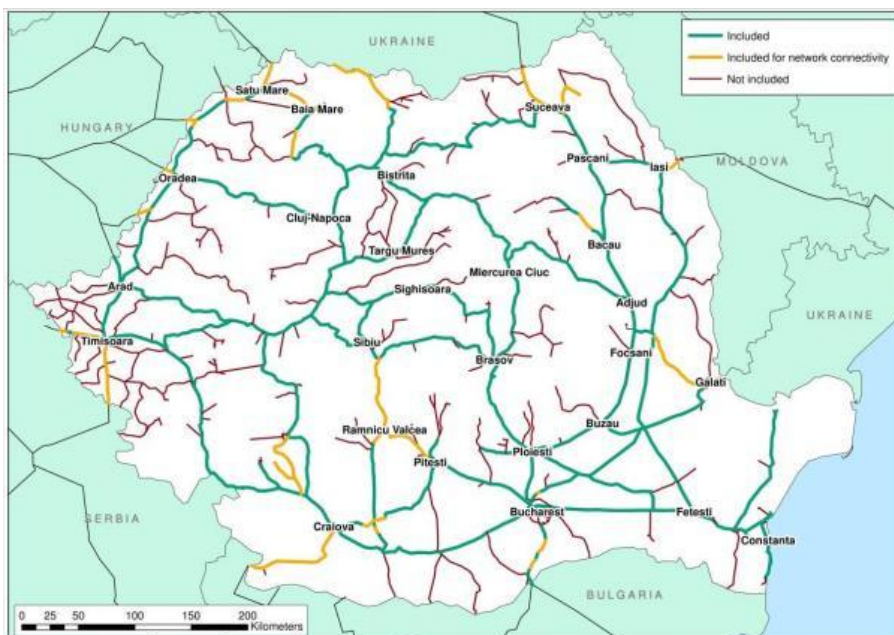 UKRAINE
Included
Included for network connectivity
Not included
Satu Mare
Baia Mare
Suceava
HUNGARY
Pascani
Iasi
MOLDOVA
Oradea
Bistrita
Cluj-Napoca
Bacau
Targu Mures
Miercurea Ciuc
Arad
Sighisoara
Adjud
UKRAINE
Timisoara
Sibiu
Focsani
Brasov
Galati
Ramnicu Valcea
Buzau
Pitesti
Ploiesti
SERBIA
Craiova
Bucharest
Fetesti
Constanta
BULGARIA
0 25 50 100 150 200
Kilometers